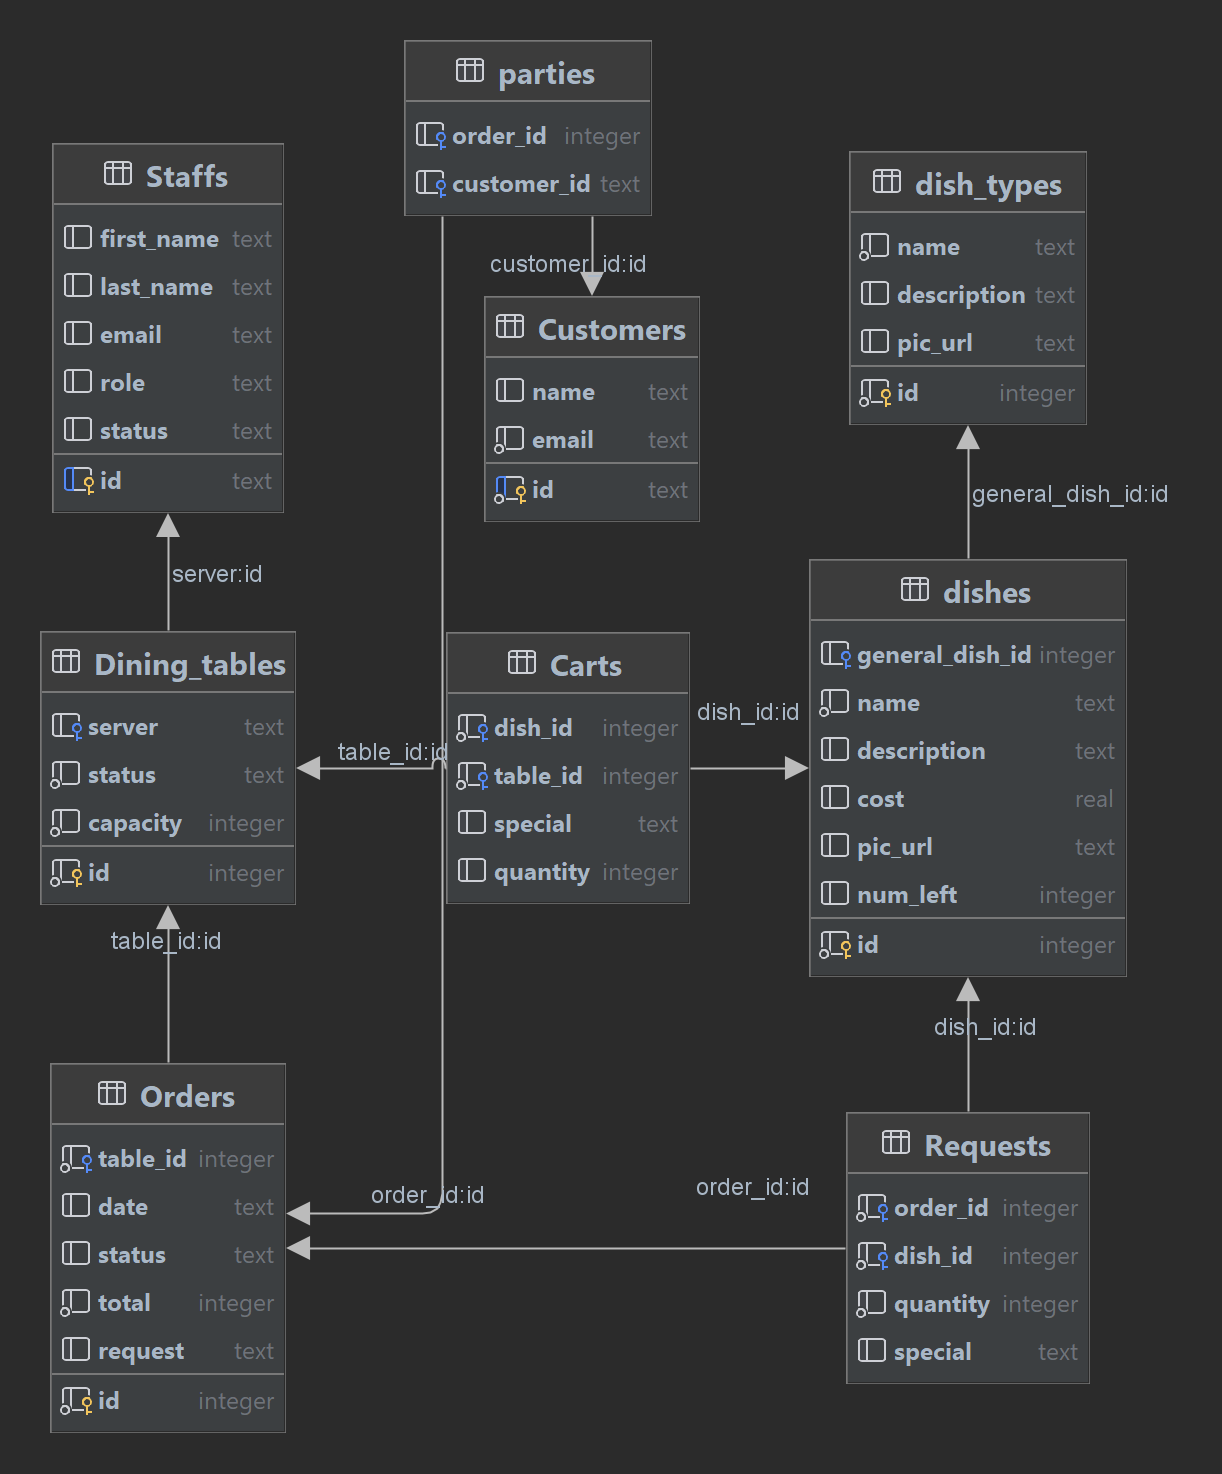 parties
order_id integer
customer_id text
Staffs
first_name text
last_name text
email text
role text
status text
id text
dish_types
name text
description text
pic_url text
id integer
customer_id:id
Customers
name text
email text
id text
general_dish_id:id
server:id
dishes
general_dish_id integer
name text
description text
cost real
pic_url text
num_left integer
id integer
Dining_tables
server text
status text
capacity integer
id integer
table_id:id
Carts
dish_id integer
table_id integer
special text
quantity integer
dish_id:id
table_id:id
dish_id:id
Orders
table_id integer
date text
status text
total integer
request text
id integer
order_id:id
order_id:id
Requests
order_id integer
dish_id integer
quantity integer
special text